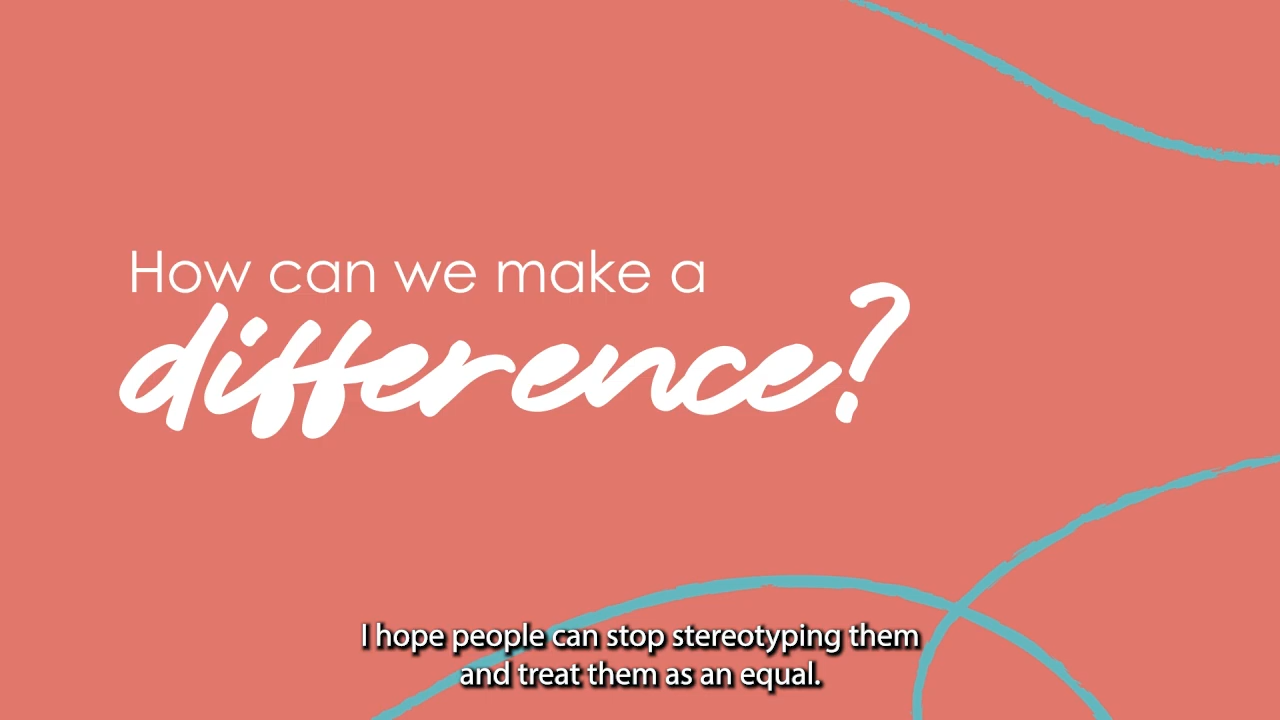 How can we make a
difference?
I hope people can stop stereotyping them
and treat them as an equal.